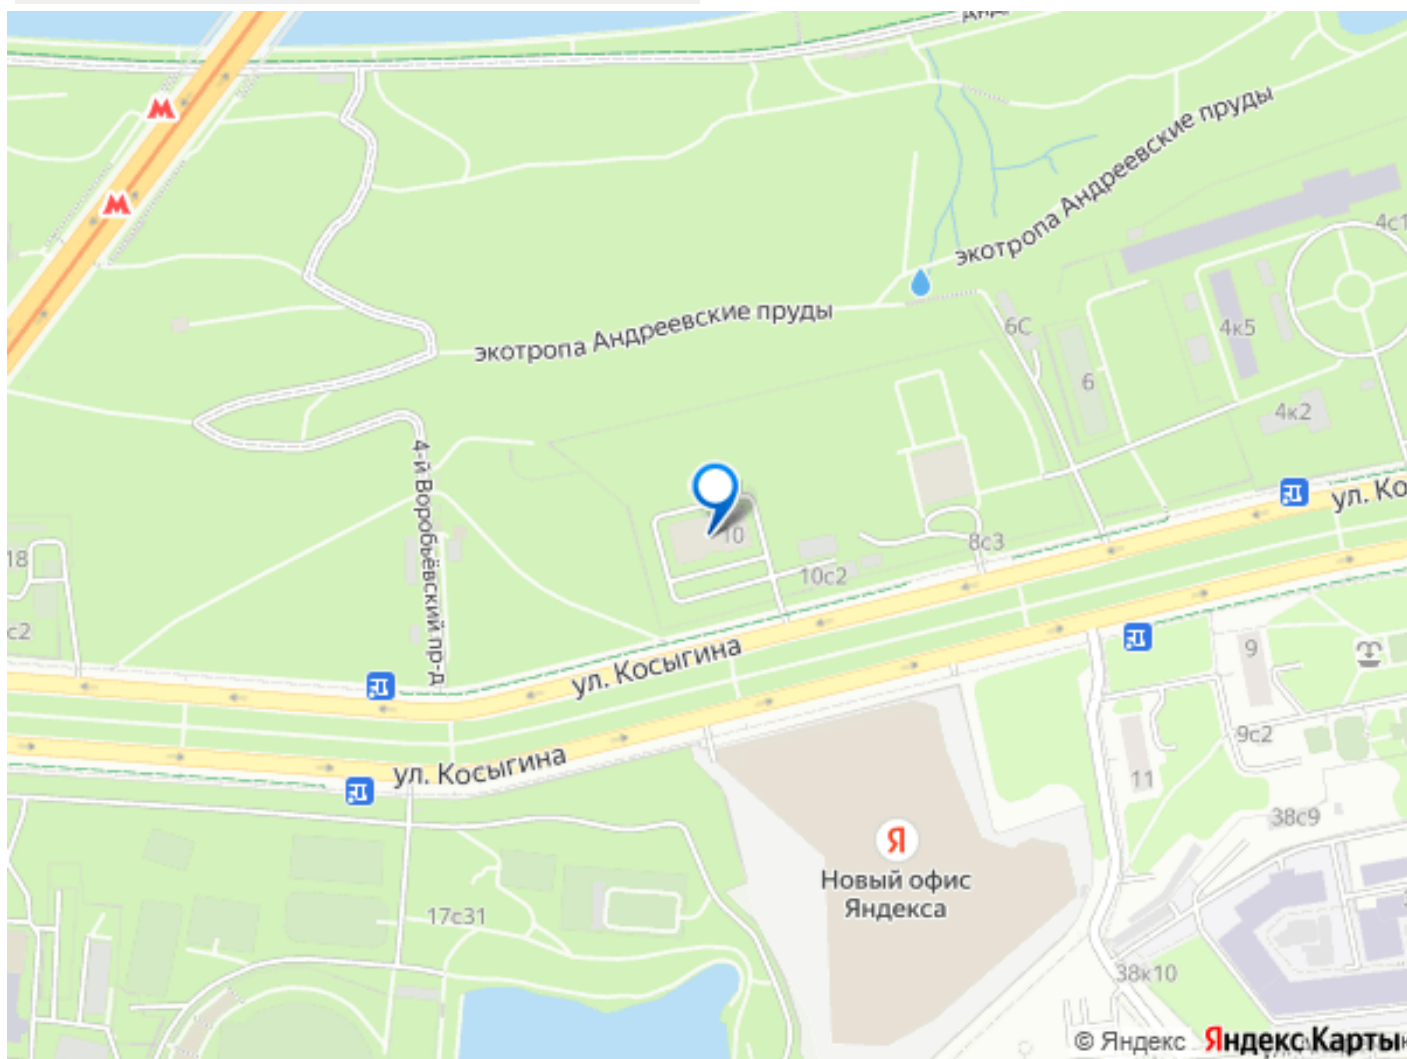 М
М
экотропа Андреевские пруды
4с1
6С
4к5
экотропа Андреевские пруды
6
4к2
4-й Воробьёвский пр-д
ул. Ко
10
8с3
18
10с2
с2
9
ул. Косыгина
9с2
ул. Косыгина
11
38с9
Я
Новый офис
Яндекса
17с31
38к10
© Яндекс Яндекс Карты